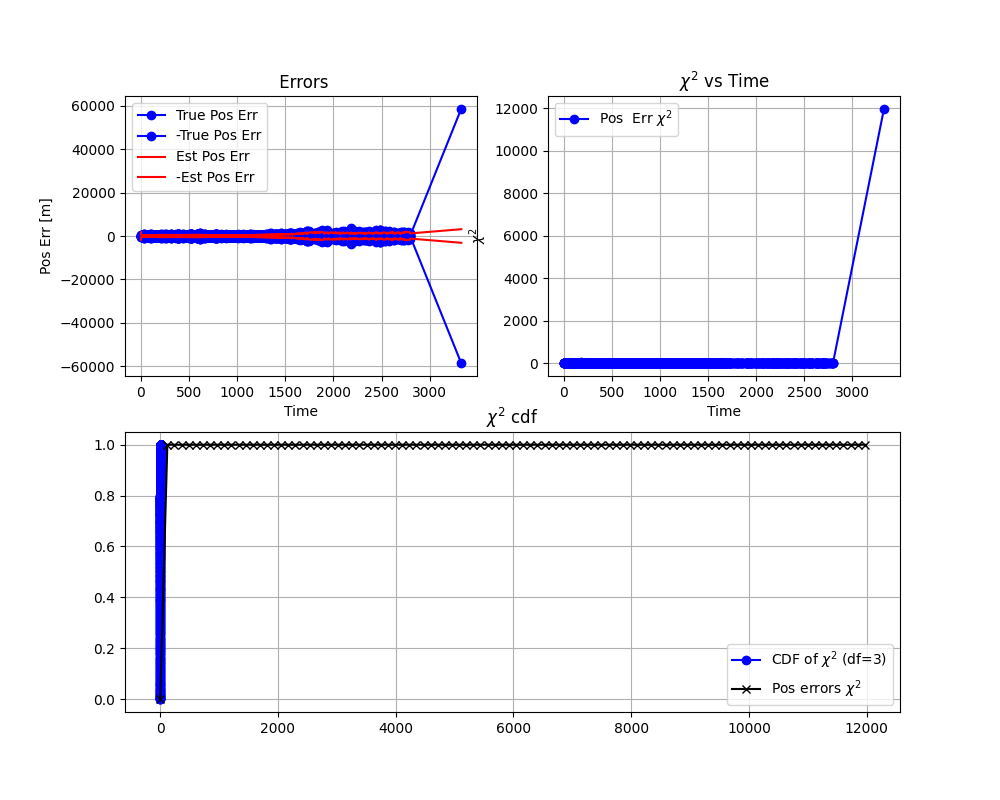 Errors
60000
40000
20000
0
−20000
−40000
−60000
Pos Err [m]
True Pos Err
-True Pos Err
Est Pos Err
-Est Pos Err
0 500 1000 1500 2000 2500 3000
Time
χ² vs Time
12000
10000
8000
6000
4000
2000
0
χ²
Pos Err χ²
0 500 1000 1500 2000 2500 3000
Time
χ² cdf
1.0
0.8
0.6
0.4
0.2
0.0
CDF of χ² (df=3)
Pos errors χ²
0 2000 4000 6000 8000 10000 12000